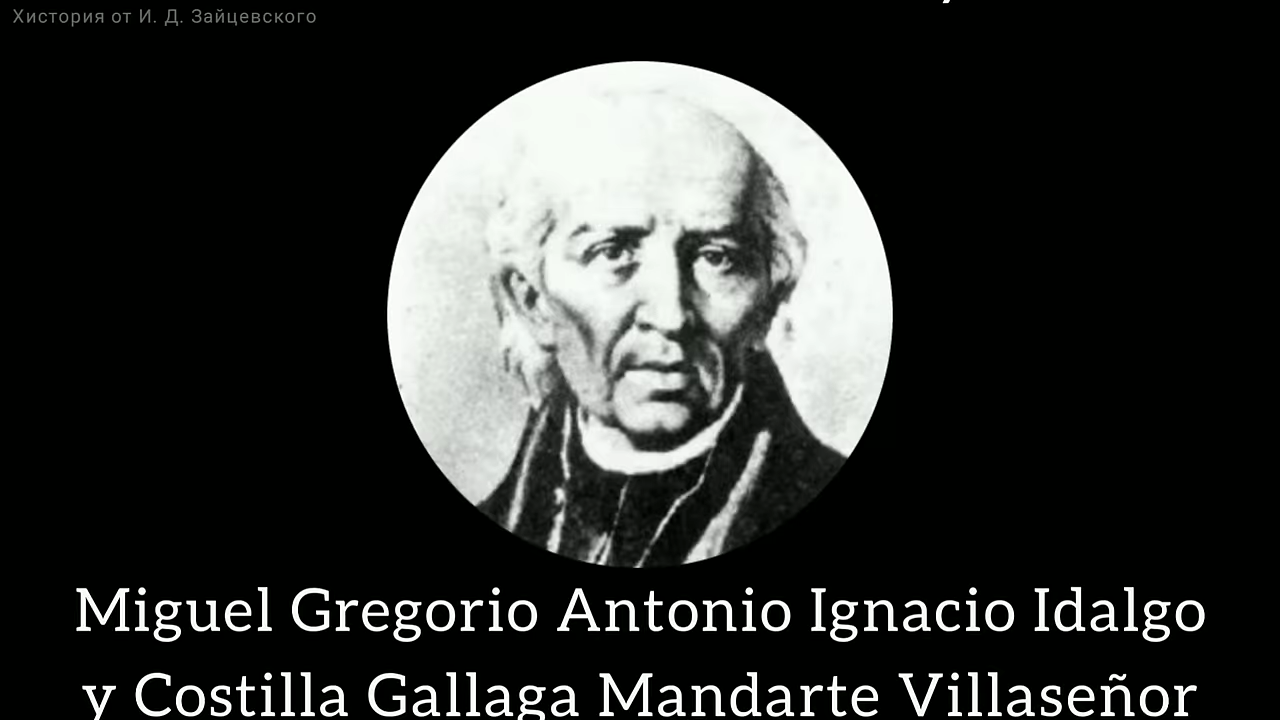 Хистория от И. Д. Зайцевского
Miguel Gregorio Antonio Ignacio Idalgo
y Costilla Gallaga Mandarte Villaseñor